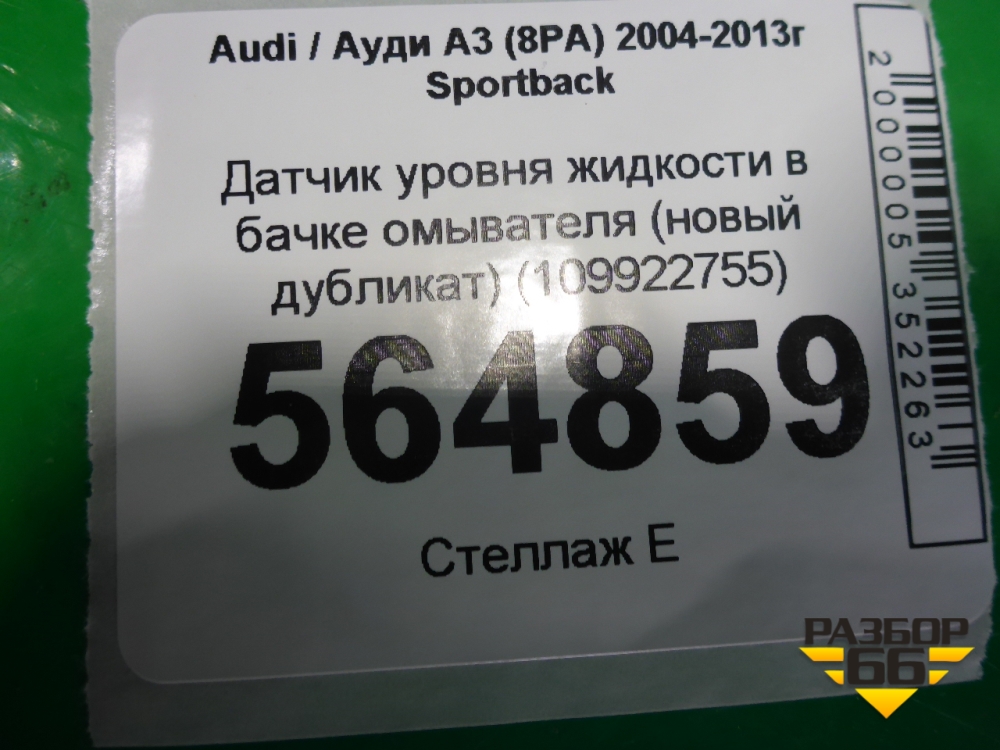 Audi / Ауди А3 (8PA) 2004-2013г
Sportback
Датчик уровня жидкости в
бачке омывателя (новый
дубликат) (109922755)
564859
Стеллаж Е
2000005352263
РАЗБОР
66